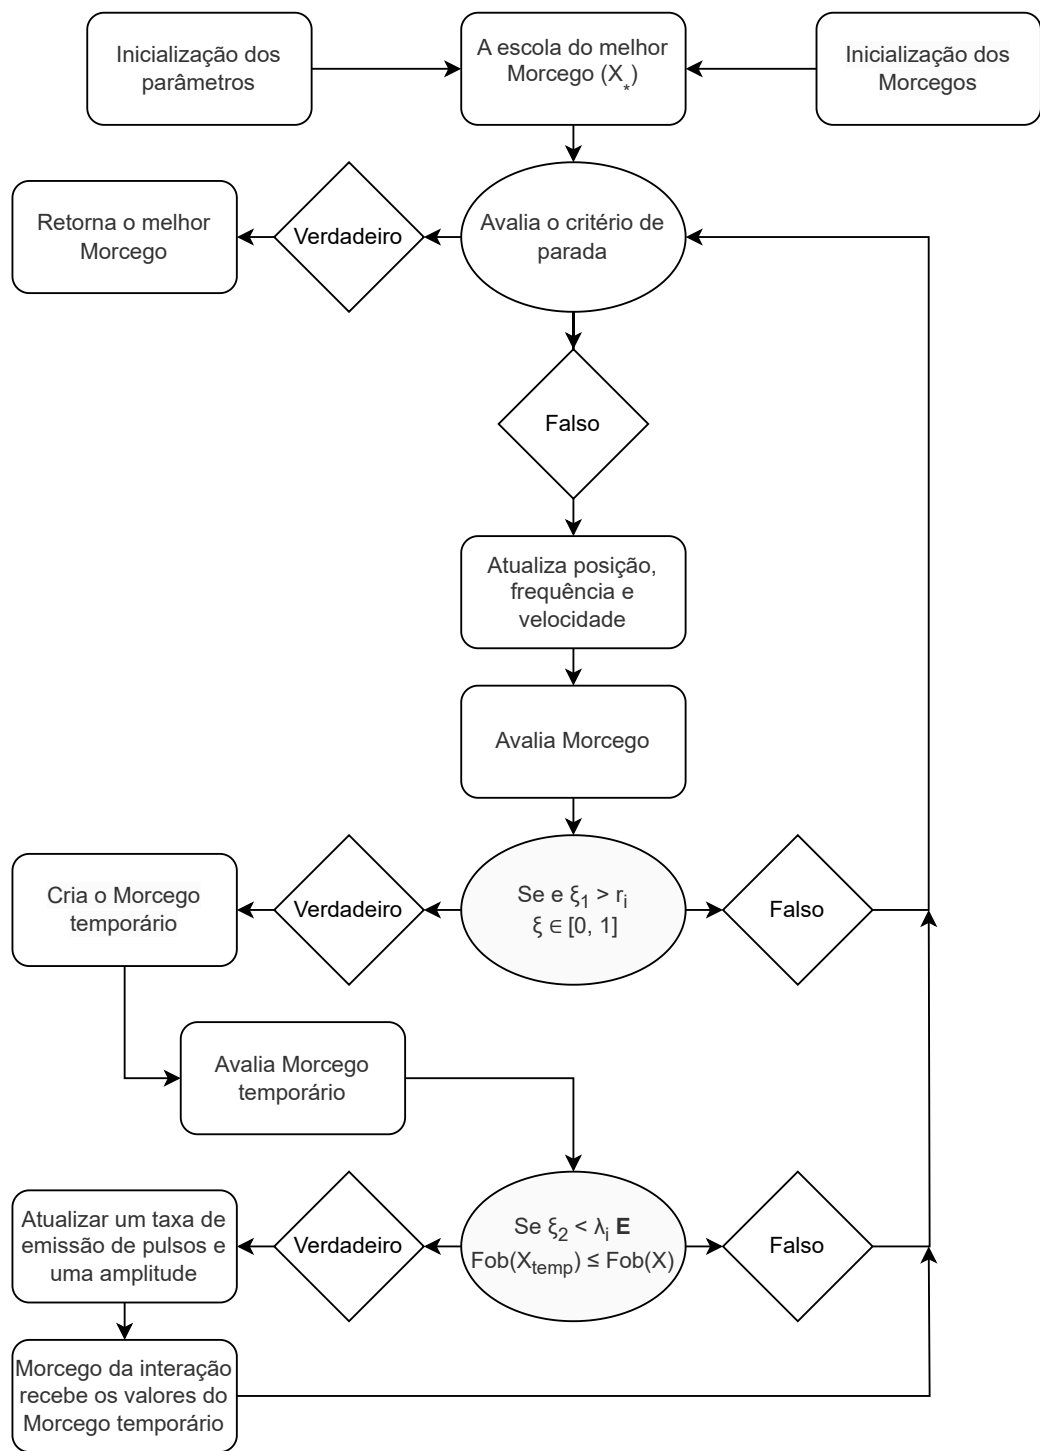 Inicialização dos
parâmetros
A escola do melhor
Morcego (X_*)
Inicialização dos
Morcegos
Retorna o melhor
Morcego
Verdadeiro
Avalia o critério de
parada
Falso
Atualiza posição,
frequência e
velocidade
Avalia Morcego
Cria o Morcego
temporário
Verdadeiro
Se e ξ₁ > rᵢ
ξ ∈ [0, 1]
Falso
Avalia Morcego
temporário
Atualizar um taxa de
emissão de pulsos e
uma amplitude
Verdadeiro
Se ξ₂ < λᵢ E
Fob(X_temp) ≤ Fob(X)
Falso
Morcego da interação
recebe os valores do
Morcego temporário